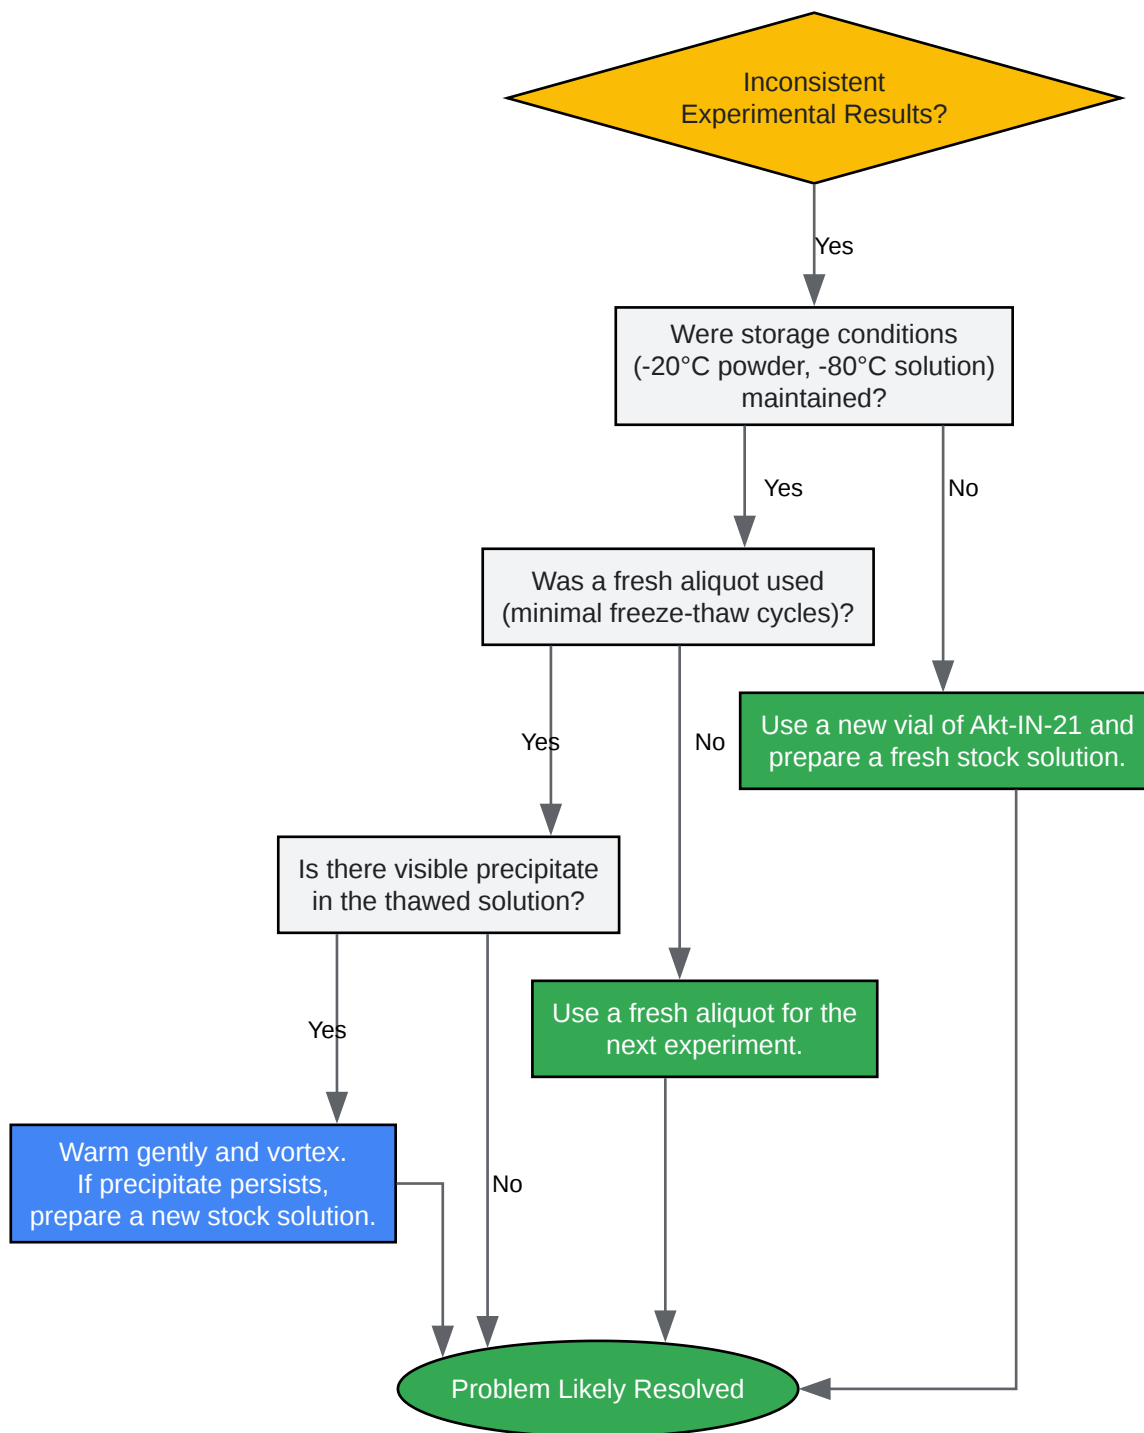 Inconsistent
Experimental Results?
Yes
Were storage conditions
(-20°C powder, -80°C solution)
maintained?
Yes
No
Was a fresh aliquot used
(minimal freeze-thaw cycles)?
Yes
No
Use a new vial of Akt-IN-21 and
prepare a fresh stock solution.
Is there visible precipitate
in the thawed solution?
Use a fresh aliquot for the
next experiment.
Yes
No
Warm gently and vortex.
If precipitate persists,
prepare a new stock solution.
Problem Likely Resolved